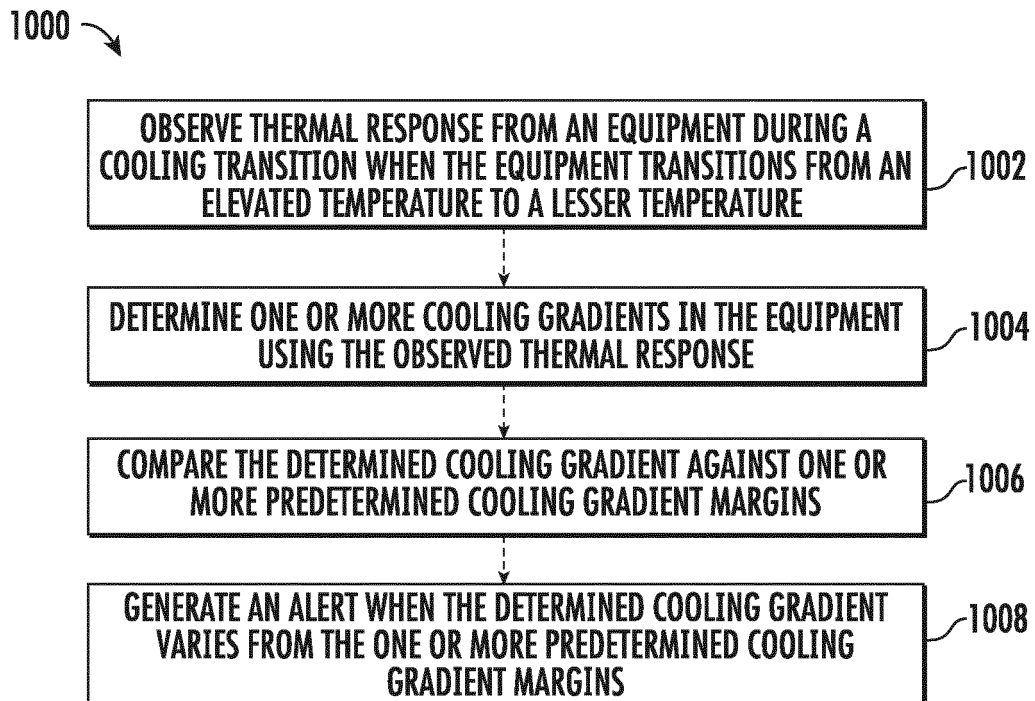 1000
OBSERVE THERMAL RESPONSE FROM AN EQUIPMENT DURING A
COOLING TRANSITION WHEN THE EQUIPMENT TRANSITIONS FROM AN
ELEVATED TEMPERATURE TO A LESSER TEMPERATURE
1002
DETERMINE ONE OR MORE COOLING GRADIENTS IN THE EQUIPMENT
USING THE OBSERVED THERMAL RESPONSE
1004
COMPARE THE DETERMINED COOLING GRADIENT AGAINST ONE OR
MORE PREDETERMINED COOLING GRADIENT MARGINS
1006
GENERATE AN ALERT WHEN THE DETERMINED COOLING GRADIENT
VARIES FROM THE ONE OR MORE PREDETERMINED COOLING
GRADIENT MARGINS
1008